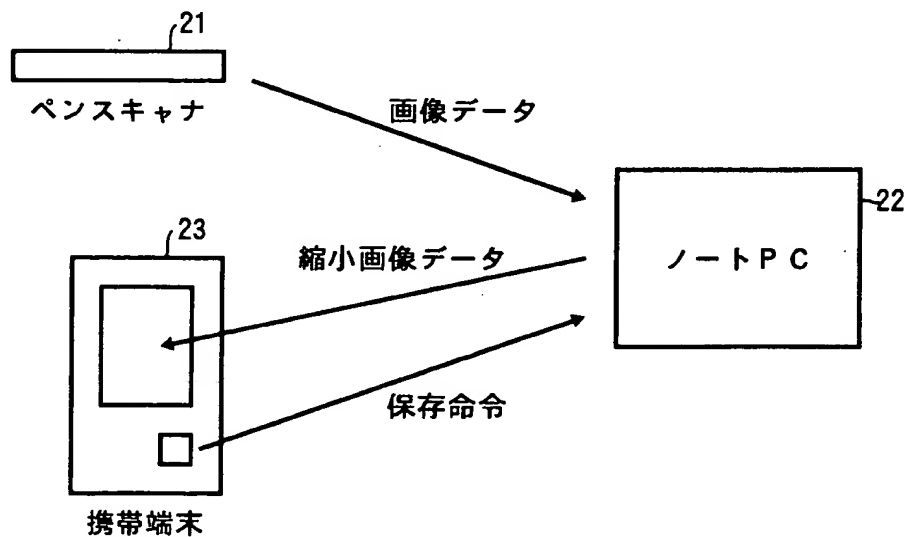 21
ペンスキャナ
画像データ
22
ノートPC
23
縮小画像データ
保存命令
携帯端末